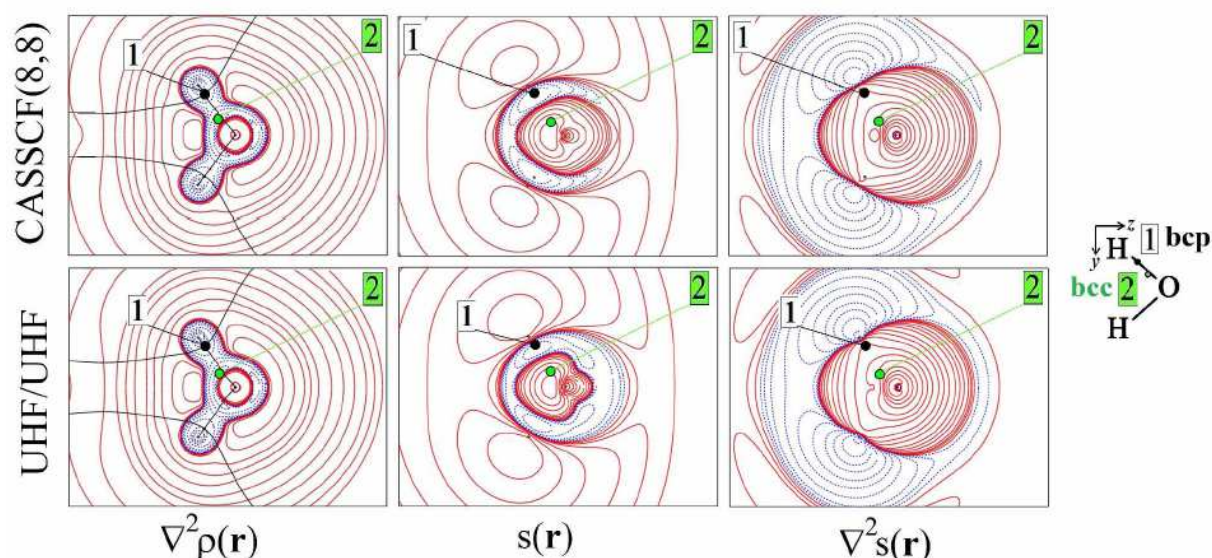 CASSCF(8,8)
1 2
1 2
1 2
UHF/UHF
1 2
1 2
1 2
∇²ρ(r) s(r) ∇²s(r)
z
y
H 1 bcp
bcc 2 O
H